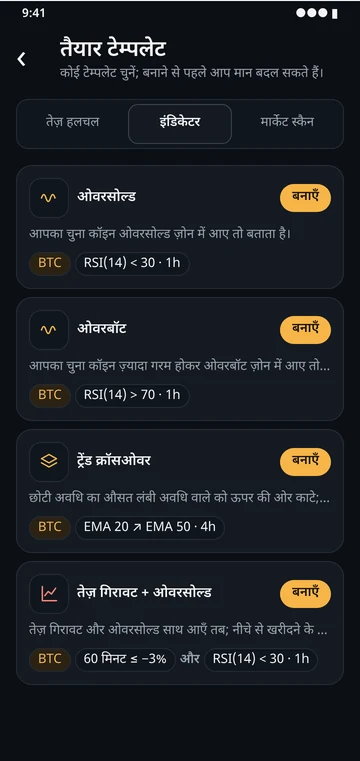 9:41
तैयार टेम्पलेट
कोई टेम्पलेट चुनें; बनाने से पहले आप मान बदल सकते हैं।
तेज़ हलचल
इंडिकेटर
मार्केट स्कैन
ओवरसोल्ड
बनाएँ
आपका चुना कॉइन ओवरसोल्ड ज़ोन में आए तो बताता है।
BTC RSI(14) < 30 · 1h
ओवरबॉट
बनाएँ
आपका चुना कॉइन ज़्यादा गरम होकर ओवरबॉट ज़ोन में आए तो…
BTC RSI(14) > 70 · 1h
ट्रेंड क्रॉसओवर
बनाएँ
छोटी अवधि का औसत लंबी अवधि वाले को ऊपर की ओर काटे;…
BTC EMA 20 ↗ EMA 50 · 4h
तेज़ गिरावट + ओवरसोल्ड
बनाएँ
तेज़ गिरावट और ओवरसोल्ड साथ आएँ तब; नीचे से खरीदने के …
BTC 60 मिनट ≤ −3% और RSI(14) < 30 · 1h